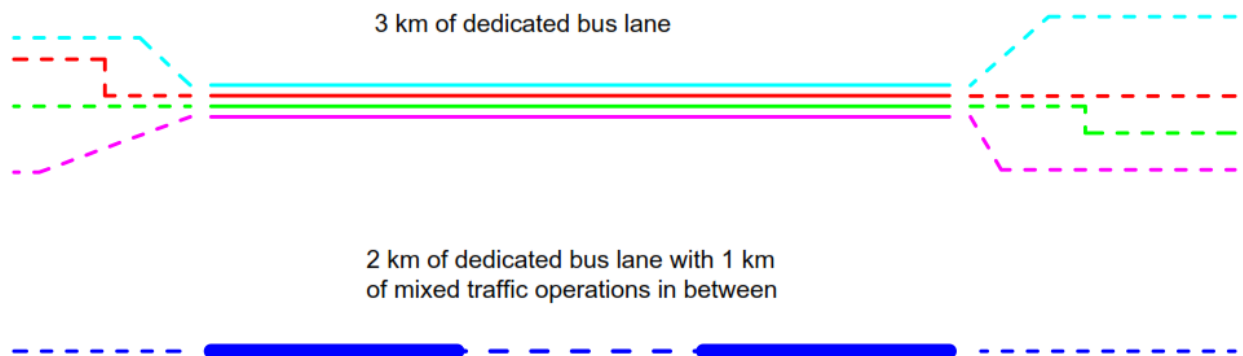 3 km of dedicated bus lane
2 km of dedicated bus lane with 1 km
of mixed traffic operations in between